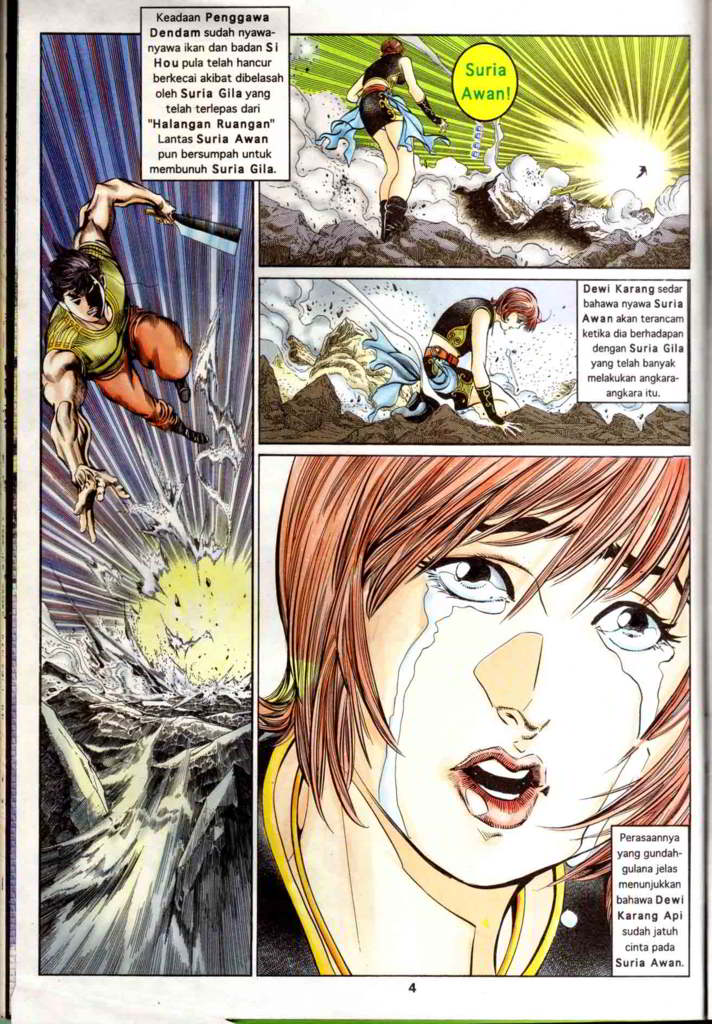 Keadaan Penggawa
Dendam sudah nyawa-
nyawa ikan dan badan Si
Hou pula telah hancur
berkecai akibat dibelasah
oleh Suria Gila yang
telah terlepas dari
"Halangan Ruangan"
Lantas Suria Awan
pun bersumpah untuk
membunuh Suria Gila.
Suria
Awan!
Dewi Karang sedar
bahawa nyawa Suria
Awan akan terancam
ketika dia berhadapan
dengan Suria Gila
yang telah banyak
melakukan angkara-
angkara itu.
Perasaannya
yang gundah-
gulana jelas
menunjukkan
bahawa Dewi
Karang Api
sudah jatuh
cinta pada
Suria Awan.
4